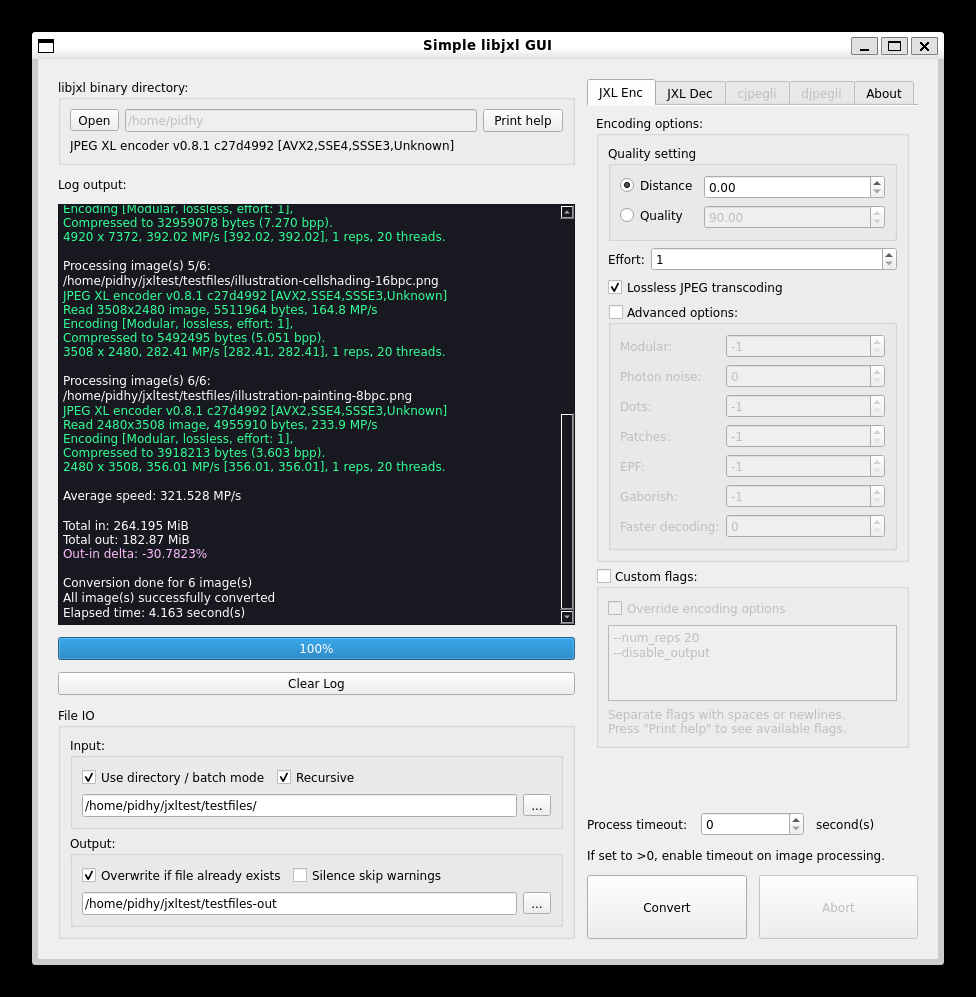 Simple libjxl GUI
libjxl binary directory:
Open /home/pidhy Print help
JPEG XL encoder v0.8.1 c27d4992 [AVX2,SSE4,SSSE3,Unknown]
Log output:
Encoding [Modular, lossless, effort: 1],
Compressed to 32959078 bytes (7.270 bpp).
4920 x 7372, 392.02 MP/s [392.02, 392.02], 1 reps, 20 threads.
Processing image(s) 5/6:
/home/pidhy/jxltest/testfiles/illustration-cellshading-16bpc.png
JPEG XL encoder v0.8.1 c27d4992 [AVX2,SSE4,SSSE3,Unknown]
Read 3508x2480 image, 5511964 bytes, 164.8 MP/s
Encoding [Modular, lossless, effort: 1],
Compressed to 5492495 bytes (5.051 bpp).
3508 x 2480, 282.41 MP/s [282.41, 282.41], 1 reps, 20 threads.
Processing image(s) 6/6:
/home/pidhy/jxltest/testfiles/illustration-painting-8bpc.png
JPEG XL encoder v0.8.1 c27d4992 [AVX2,SSE4,SSSE3,Unknown]
Read 2480x3508 image, 4955910 bytes, 233.9 MP/s
Encoding [Modular, lossless, effort: 1],
Compressed to 3918213 bytes (3.603 bpp).
2480 x 3508, 356.01 MP/s [356.01, 356.01], 1 reps, 20 threads.
Average speed: 321.528 MP/s
Total in: 264.195 MiB
Total out: 182.87 MiB
Out-in delta: -30.7823%
Conversion done for 6 image(s)
All image(s) successfully converted
Elapsed time: 4.163 second(s)
100%
Clear Log
File IO
Input:
Use directory / batch mode Recursive
/home/pidhy/jxltest/testfiles/ ...
Output:
Overwrite if file already exists Silence skip warnings
/home/pidhy/jxltest/testfiles-out ...
JXL Enc JXL Dec cjpegli djpegli About
Encoding options:
Quality setting
Distance 0.00
Quality 90.00
Effort: 1
Lossless JPEG transcoding
Advanced options:
Modular: -1
Photon noise: 0
Dots: -1
Patches: -1
EPF: -1
Gaborish: -1
Faster decoding: 0
Custom flags:
Override encoding options
--num_reps 20
--disable_output
Separate flags with spaces or newlines.
Press "Print help" to see available flags.
Process timeout: 0 second(s)
If set to >0, enable timeout on image processing.
Convert Abort